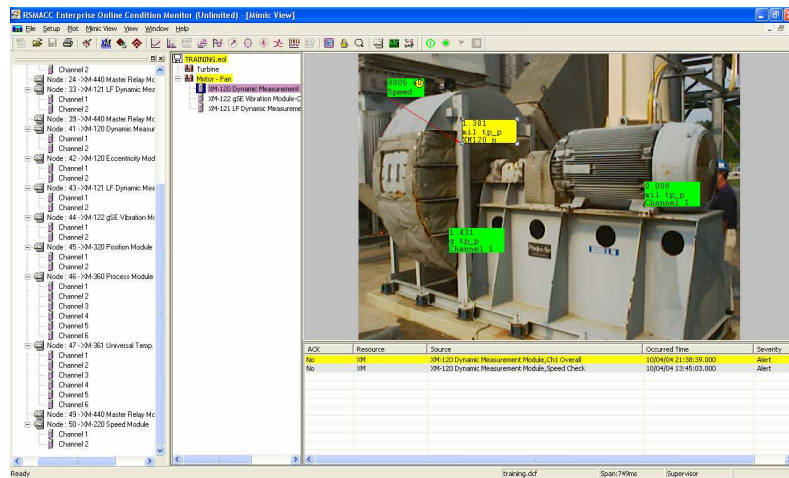 RSMACC Enterprise Online Condition Monitor (Unlimited) - [Mimic View]
File Setup Plot Mimic View View Window Help
Channel 2
Node : 24 -XM-440 Master Relay Mc
Node : 33 -XM-121 LF Dynamic Mea
Channel 1
Channel 2
Node : 39 -XM-440 Master Relay Mc
Node : 41 -XM-120 Dynamic Measur
Channel 1
Channel 2
Node : 42 -XM-120 Eccentricity Mod
Channel 1
Channel 2
Node : 43 -XM-121 LF Dynamic Mea
Channel 1
Channel 2
Node : 44 -XM-122 gSE Vibration Mo
Channel 1
Channel 2
Node : 45 -XM-320 Position Module
Channel 1
Channel 2
Node : 46 -XM-360 Process Module
Channel 1
Channel 2
Channel 3
Channel 4
Channel 5
Channel 6
Node : 47 -XM-361 Universal Temp.
Channel 1
Channel 2
Channel 3
Channel 4
Channel 5
Channel 6
Node : 49 -XM-440 Master Relay Mc
Node : 50 -XM-220 Speed Module
Channel 1
Channel 2
TRAINING.eol
Turbine
Motor - Fan
XM-120 Dynamic Measurement
XM-122 gSE Vibration Module-C
XM-121 LF Dynamic Measureme
Speed
1.381
mil tp_p
XM120 n...
0.008
mil tp_p
Channel 1
1.431
g tp_p
Channel 1
ACK Resource Source Occurred Time Severity
No XM XM-120 Dynamic Measurement Module,Ch1 Overall 10/04/04 21:38:39.000 Alert
No XM XM-120 Dynamic Measurement Module,Speed Check 10/04/04 13:45:03.000 Alert
Ready training.dcf Span:749ms Supervisor